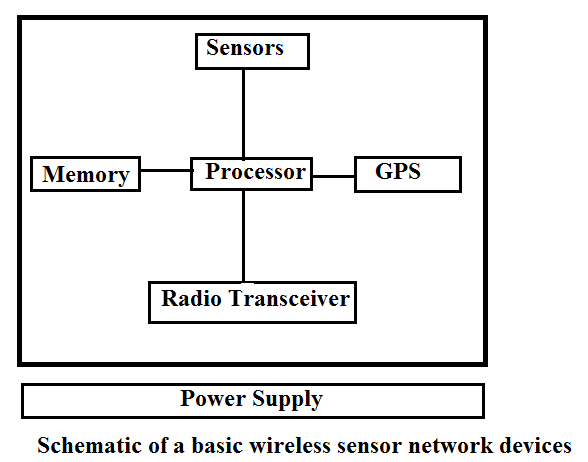 Sensors
Memory
Processor
GPS
Radio Transceiver
Power Supply
Schematic of a basic wireless sensor network devices